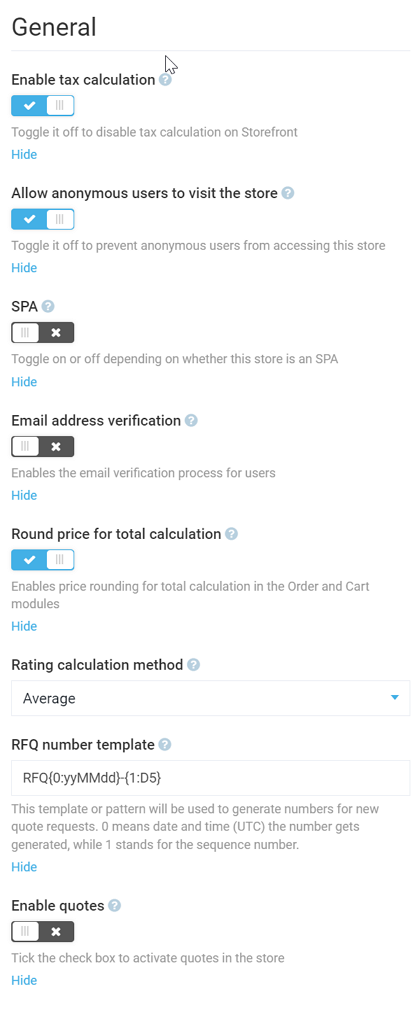 General
Enable tax calculation ?
Toggle it off to disable tax calculation on Storefront
Hide
Allow anonymous users to visit the store ?
Toggle it off to prevent anonymous users from accessing this store
Hide
SPA ?
Toggle on or off depending on whether this store is an SPA
Hide
Email address verification ?
Enables the email verification process for users
Hide
Round price for total calculation ?
Enables price rounding for total calculation in the Order and Cart
modules
Hide
Rating calculation method ?
Average
RFQ number template ?
RFQ{0:yyMMdd}-{1:D5}
This template or pattern will be used to generate numbers for new
quote requests. 0 means date and time (UTC) the number gets
generated, while 1 stands for the sequence number.
Hide
Enable quotes ?
Tick the check box to activate quotes in the store
Hide